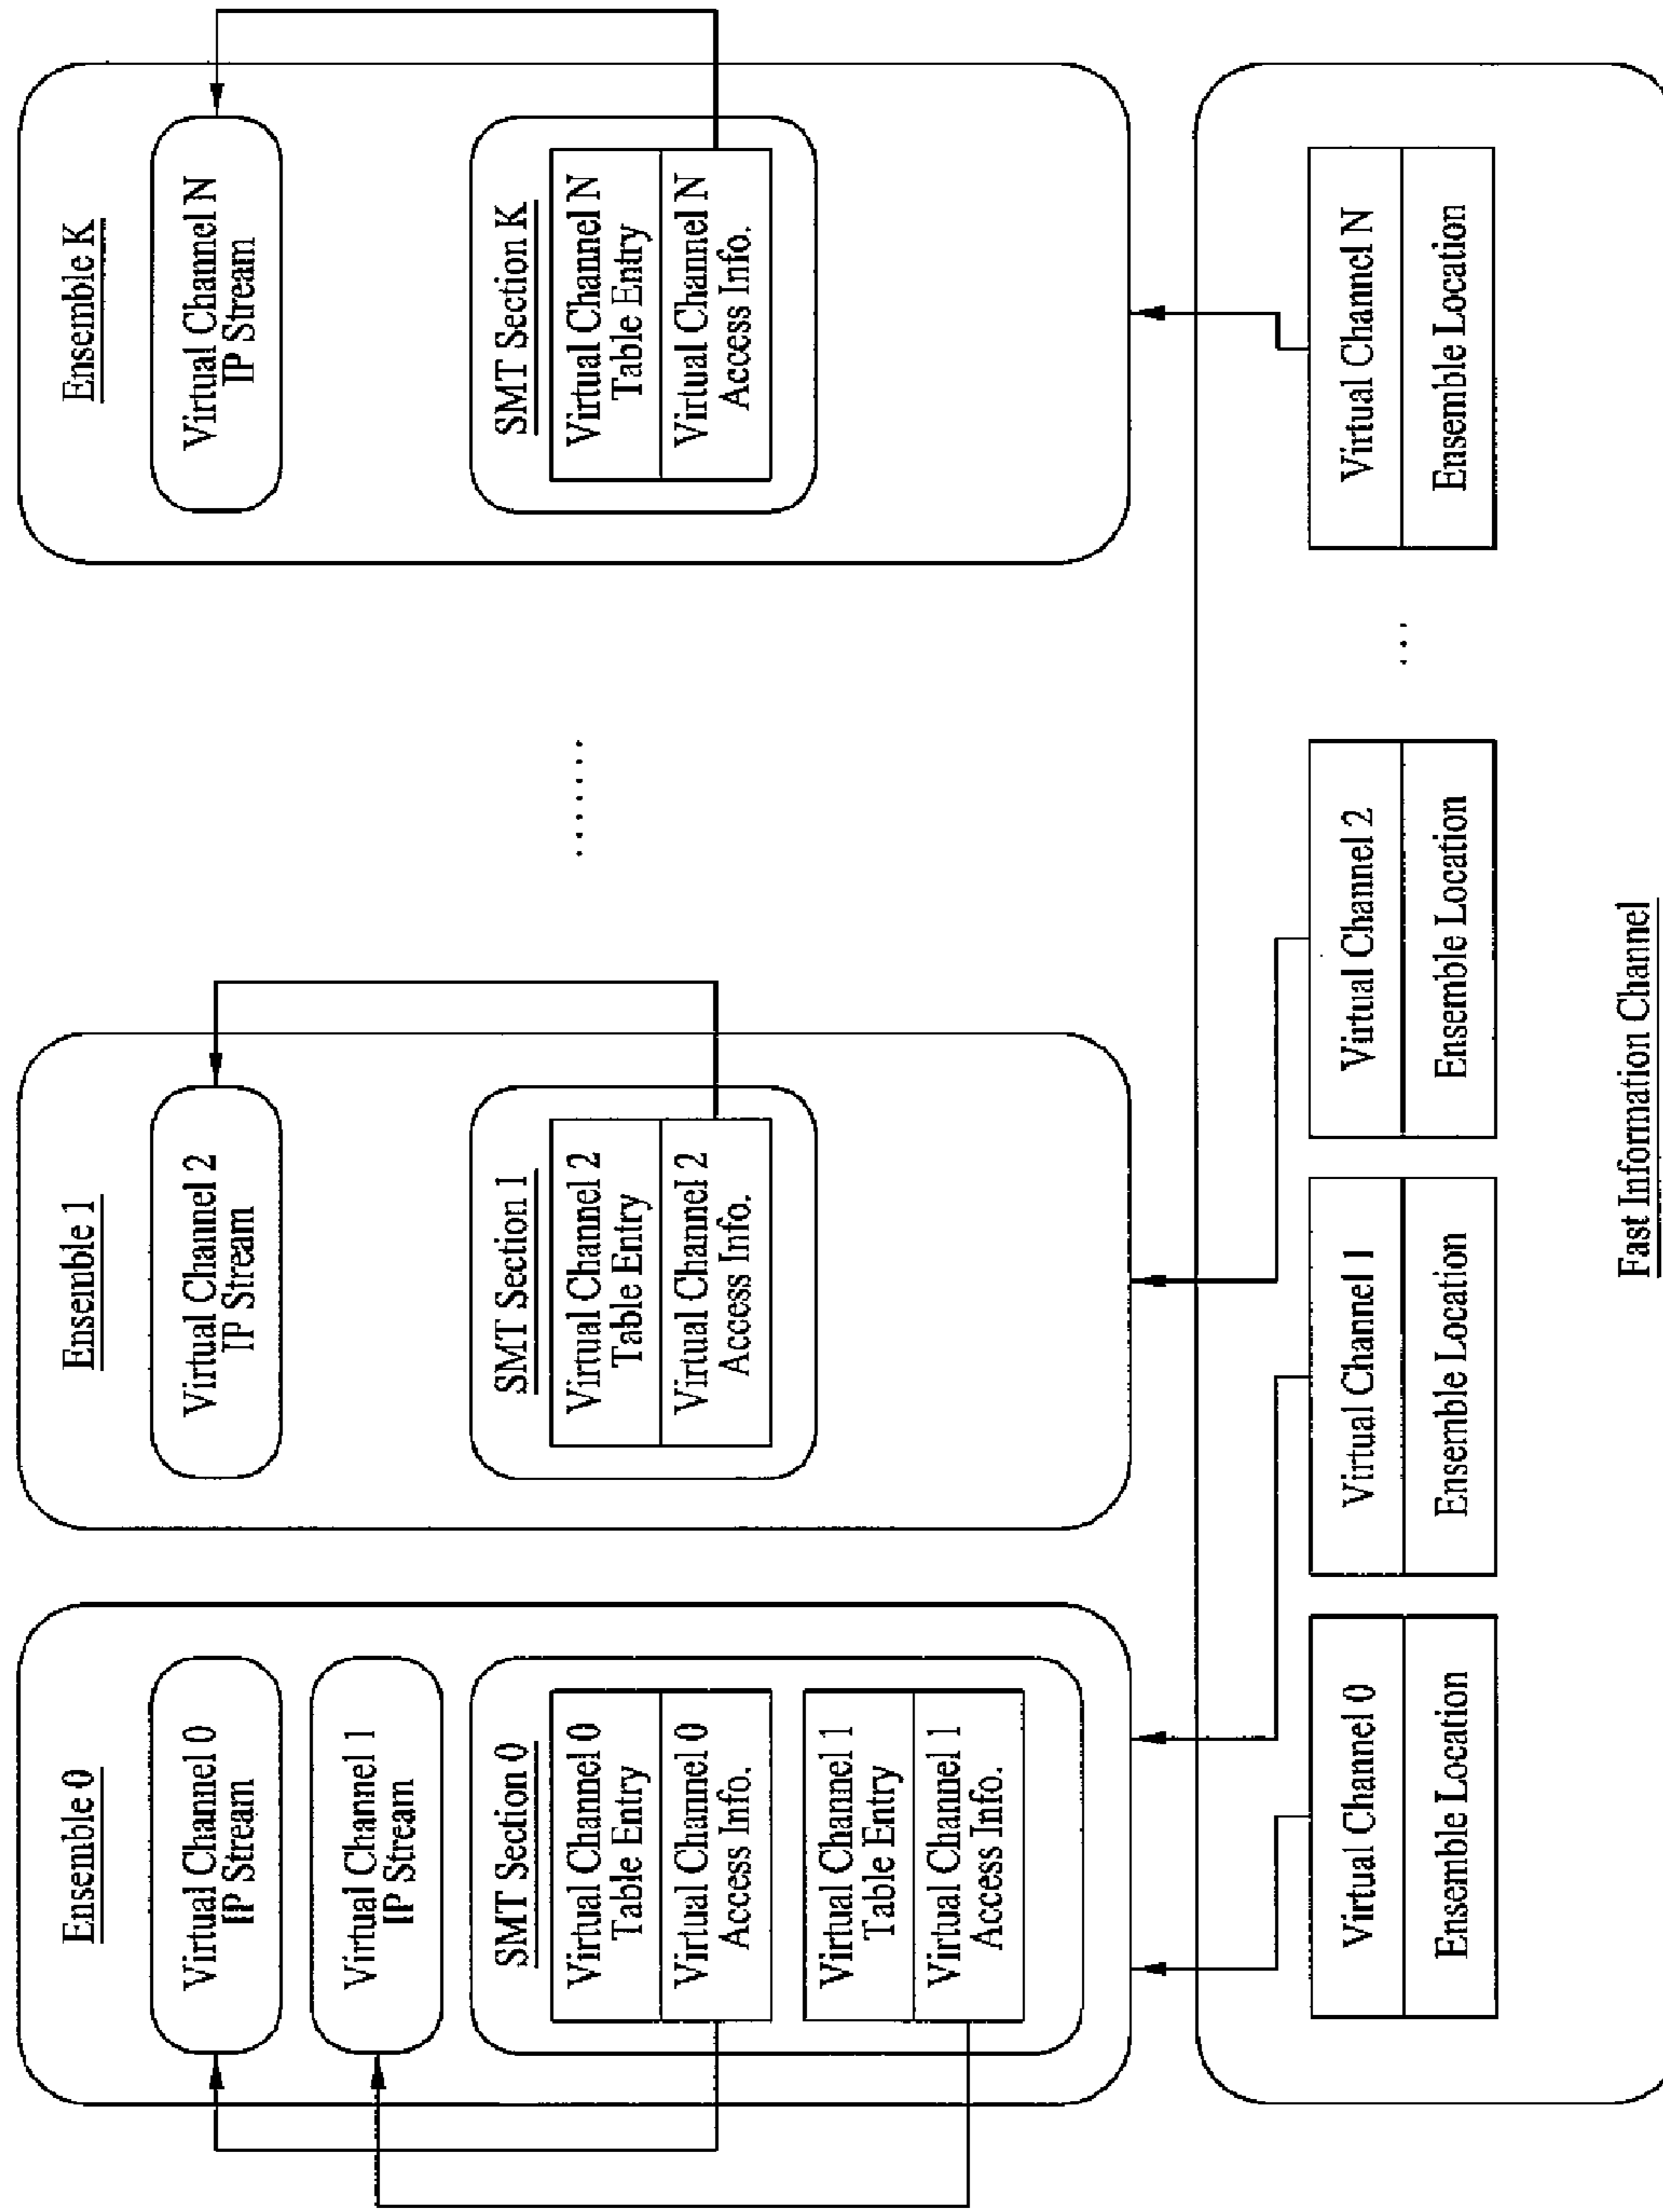 Ensemble 0
Virtual Channel 0
IP Stream
Virtual Channel 1
IP Stream
SMT Section 0
Virtual Channel 0
Table Entry
Virtual Channel 0
Access Info.
Virtual Channel 1
Table Entry
Virtual Channel 1
Access Info.
Ensemble 1
Virtual Channel 2
IP Stream
SMT Section 1
Virtual Channel 2
Table Entry
Virtual Channel 2
Access Info.
.......
Ensemble K
Virtual Channel N
IP Stream
SMT Section K
Virtual Channel N
Table Entry
Virtual Channel N
Access Info.
Virtual Channel 0
Ensemble Location
Virtual Channel 1
Ensemble Location
Virtual Channel 2
Ensemble Location
...
Virtual Channel N
Ensemble Location
Fast Information Channel